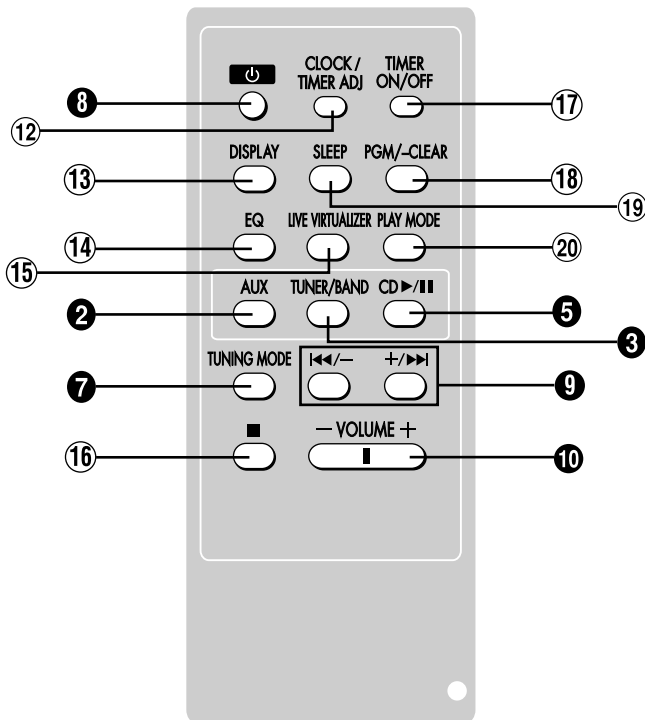 CLOCK / TIMER
TIMER ADJ ON/OFF
8
12
17
DISPLAY SLEEP PGM/–CLEAR
13
18
19
EQ LIVE VIRTUALIZER PLAY MODE
14
15
20
AUX TUNER/BAND CD ►/❙❙
2
5
3
TUNING MODE I◄◄/— +/►►I
7
9
■ — VOLUME +
16
10